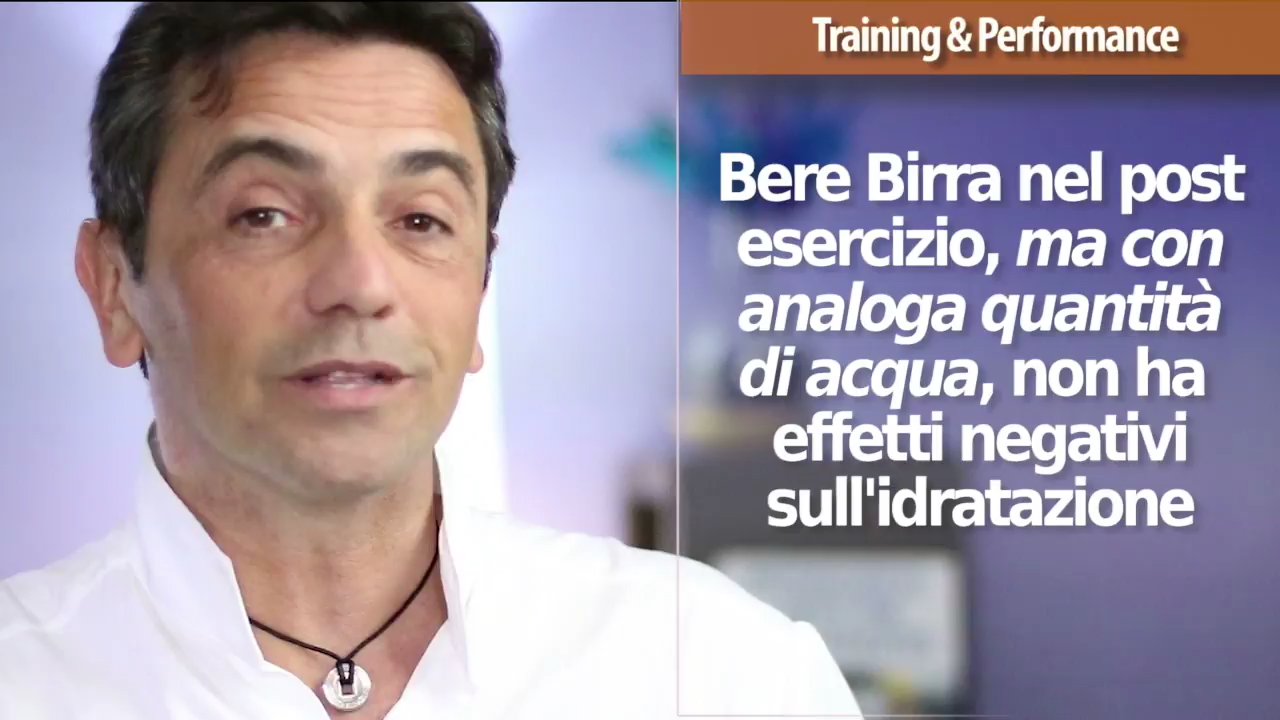 Training & Performance
Bere Birra nel post
esercizio, ma con
analoga quantità
di acqua, non ha
effetti negativi
sull'idratazione